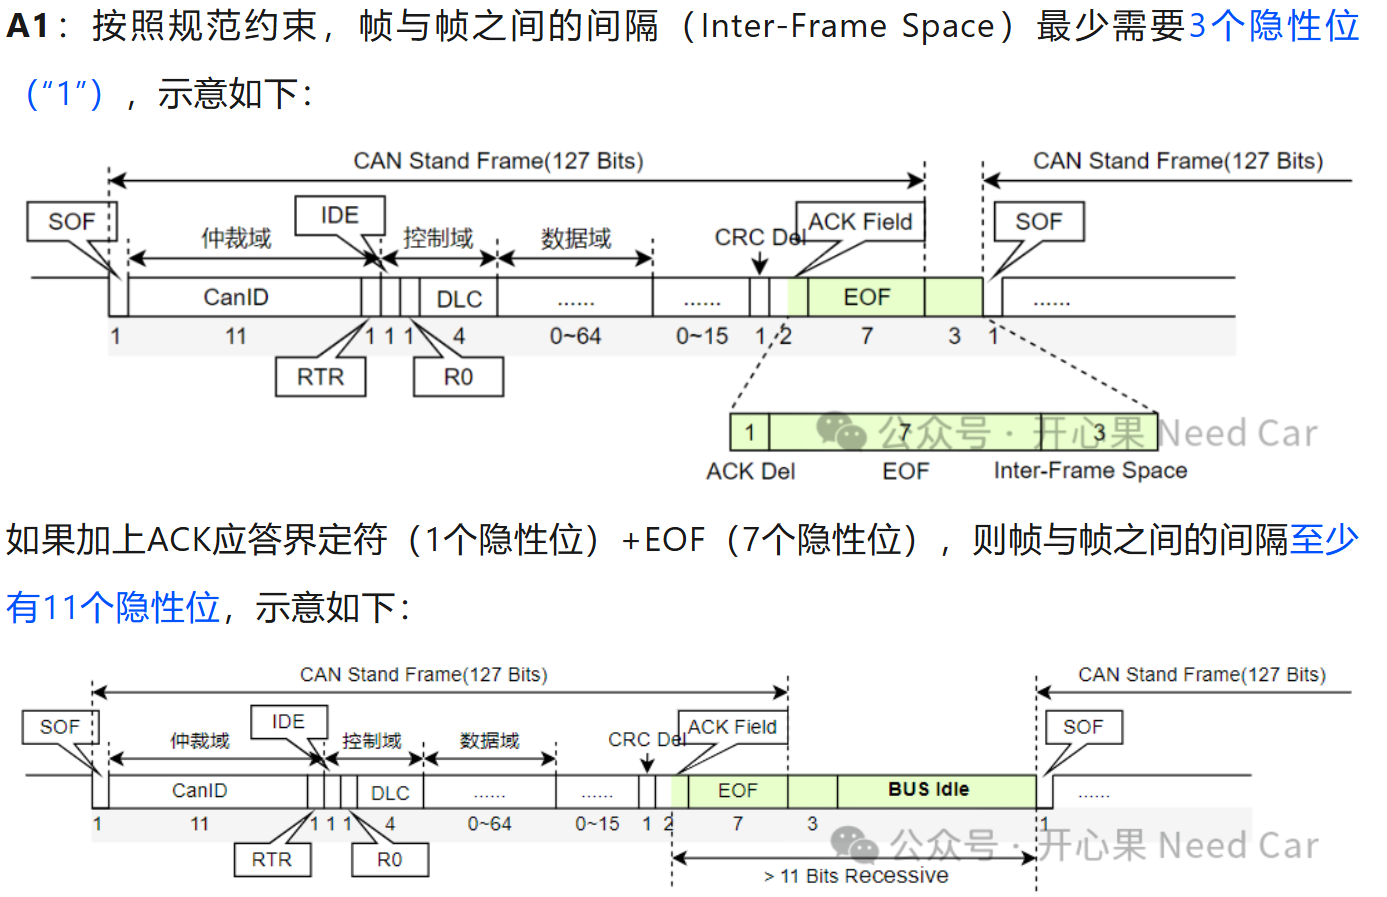 A1：按照规范约束，帧与帧之间的间隔（Inter-Frame Space）最少需要3个隐性位
（“1”），示意如下：
CAN Stand Frame(127 Bits)
CAN Stand Frame(127 Bits)
SOF
IDE
仲裁域
控制域
数据域
CRC Del
ACK Field
SOF
CanID
DLC
......
......
EOF
......
1
11
1
1
1
4
0~64
0~15
1
2
7
3
1
RTR
R0
1
7
3
公众号 · 开心果 Need Car
ACK Del
EOF
Inter-Frame Space
如果加上ACK应答界定符（1个隐性位）+EOF（7个隐性位），则帧与帧之间的间隔至少
有11个隐性位，示意如下：
CAN Stand Frame(127 Bits)
CAN Stand Frame(127 Bits)
SOF
IDE
仲裁域
控制域
数据域
CRC Del
ACK Field
SOF
CanID
DLC
......
......
EOF
BUS Idle
......
1
11
1
1
1
4
0~64
0~15
1
2
7
3
1
RTR
R0
公众号 · 开心果 Need Car
> 11 Bits Recessive